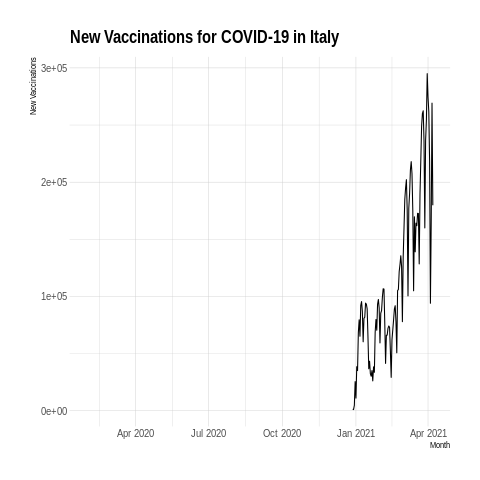 New Vaccinations for COVID-19 in Italy
New Vaccinations
3e+05
2e+05
1e+05
0e+00
Apr 2020
Jul 2020
Oct 2020
Jan 2021
Apr 2021
Month